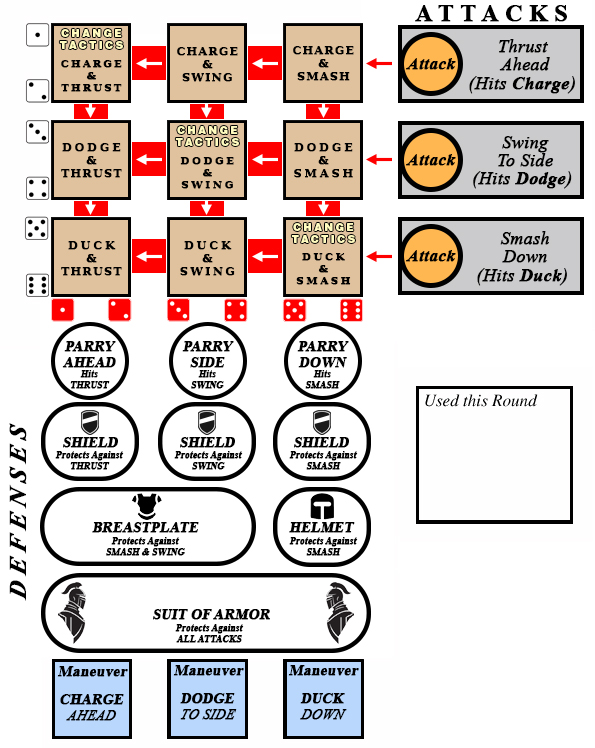 ATTACKS
CHANGE
TACTICS
CHARGE
&
THRUST
CHARGE
&
SWING
CHARGE
&
SMASH
Attack
Thrust
Ahead
(Hits Charge)
DODGE
&
THRUST
CHANGE
TACTICS
DODGE
&
SWING
DODGE
&
SMASH
Attack
Swing
To Side
(Hits Dodge)
DUCK
&
THRUST
DUCK
&
SWING
CHANGE
TACTICS
DUCK
&
SMASH
Attack
Smash
Down
(Hits Duck)
DEFENSES
PARRY
AHEAD
Hits
THRUST
PARRY
SIDE
Hits
SWING
PARRY
DOWN
Hits
SMASH
SHIELD
Protects Against
THRUST
SHIELD
Protects Against
SWING
SHIELD
Protects Against
SMASH
BREASTPLATE
Protects Against
SMASH & SWING
HELMET
Protects Against
SMASH
SUIT OF ARMOR
Protects Against
ALL ATTACKS
Maneuver
CHARGE
AHEAD
Maneuver
DODGE
TO SIDE
Maneuver
DUCK
DOWN
Used this Round